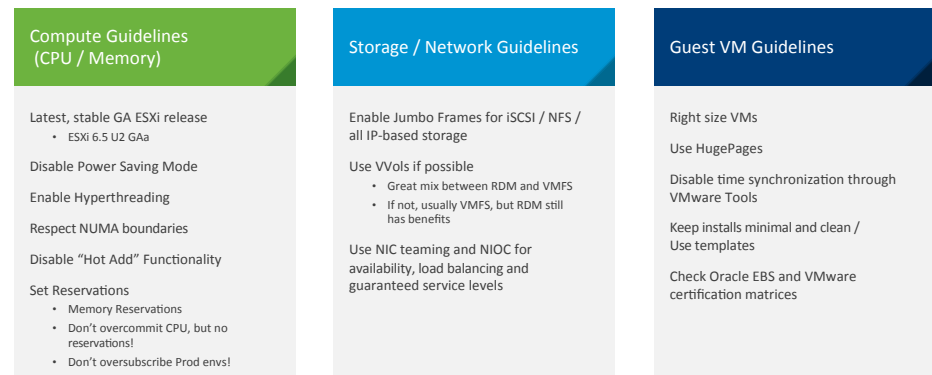 Compute Guidelines
(CPU / Memory)
Latest, stable GA ESXi release
• ESXi 6.5 U2 GAa
Disable Power Saving Mode
Enable Hyperthreading
Respect NUMA boundaries
Disable “Hot Add” Functionality
Set Reservations
• Memory Reservations
• Don’t overcommit CPU, but no
reservations!
• Don’t oversubscribe Prod envs!
Storage / Network Guidelines
Enable Jumbo Frames for iSCSI / NFS /
all IP-based storage
Use VVols if possible
• Great mix between RDM and VMFS
• If not, usually VMFS, but RDM still
has benefits
Use NIC teaming and NIOC for
availability, load balancing and
guaranteed service levels
Guest VM Guidelines
Right size VMs
Use HugePages
Disable time synchronization through
VMware Tools
Keep installs minimal and clean /
Use templates
Check Oracle EBS and VMware
certification matrices